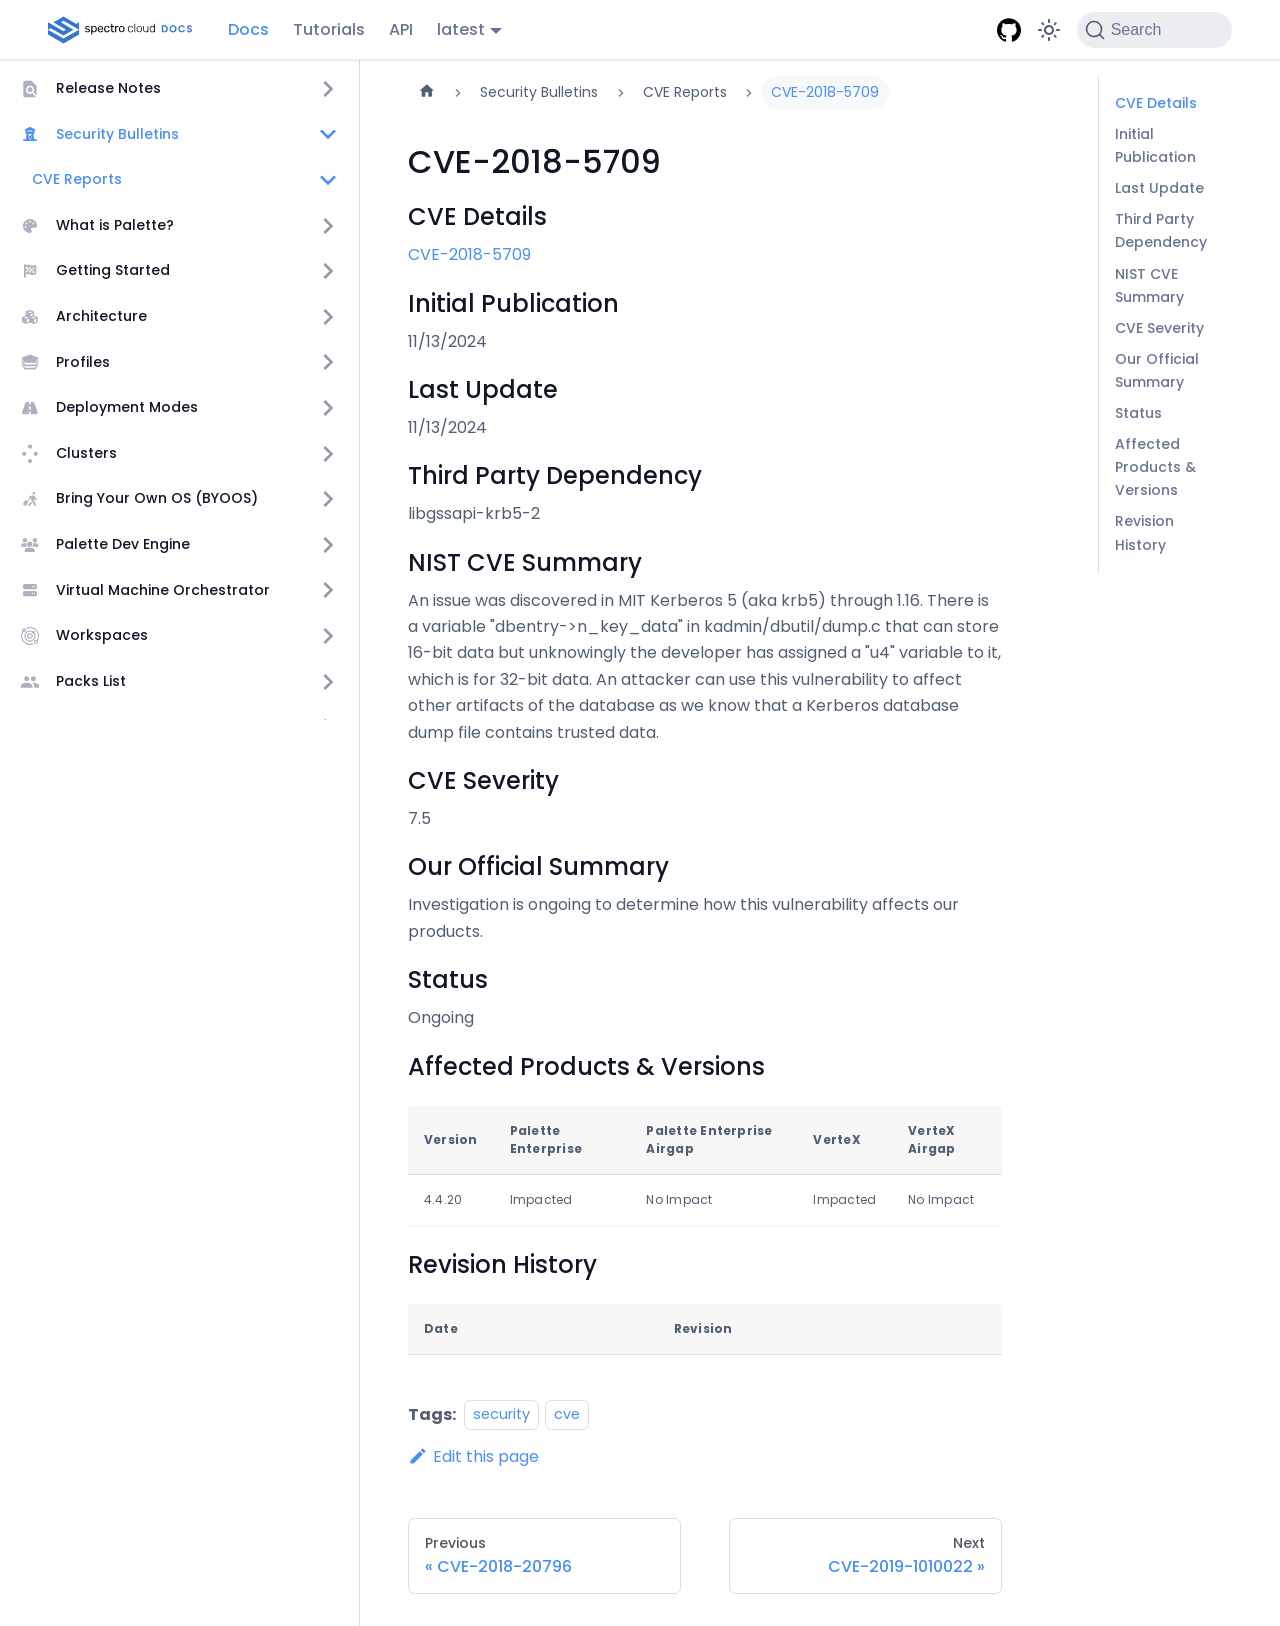 spectro cloud DOCS
Docs
Tutorials
API
latest
Search
Release Notes
Security Bulletins
CVE Reports
What is Palette?
Getting Started
Architecture
Profiles
Deployment Modes
Clusters
Bring Your Own OS (BYOOS)
Palette Dev Engine
Virtual Machine Orchestrator
Workspaces
Packs List
Security Bulletins
CVE Reports
CVE-2018-5709
CVE-2018-5709
CVE Details
CVE-2018-5709
Initial Publication
11/13/2024
Last Update
11/13/2024
Third Party Dependency
libgssapi-krb5-2
NIST CVE Summary
An issue was discovered in MIT Kerberos 5 (aka krb5) through 1.16. There is
a variable "dbentry->n_key_data" in kadmin/dbutil/dump.c that can store
16-bit data but unknowingly the developer has assigned a "u4" variable to it,
which is for 32-bit data. An attacker can use this vulnerability to affect
other artifacts of the database as we know that a Kerberos database
dump file contains trusted data.
CVE Severity
7.5
Our Official Summary
Investigation is ongoing to determine how this vulnerability affects our
products.
Status
Ongoing
Affected Products & Versions
Version Palette Enterprise Palette Enterprise Airgap VerteX VerteX Airgap
4.4.20 Impacted No Impact Impacted No Impact
Revision History
Date Revision
Tags: security cve
Edit this page
Previous
« CVE-2018-20796
Next
CVE-2019-1010022 »
CVE Details
Initial
Publication
Last Update
Third Party
Dependency
NIST CVE
Summary
CVE Severity
Our Official
Summary
Status
Affected
Products &
Versions
Revision
History